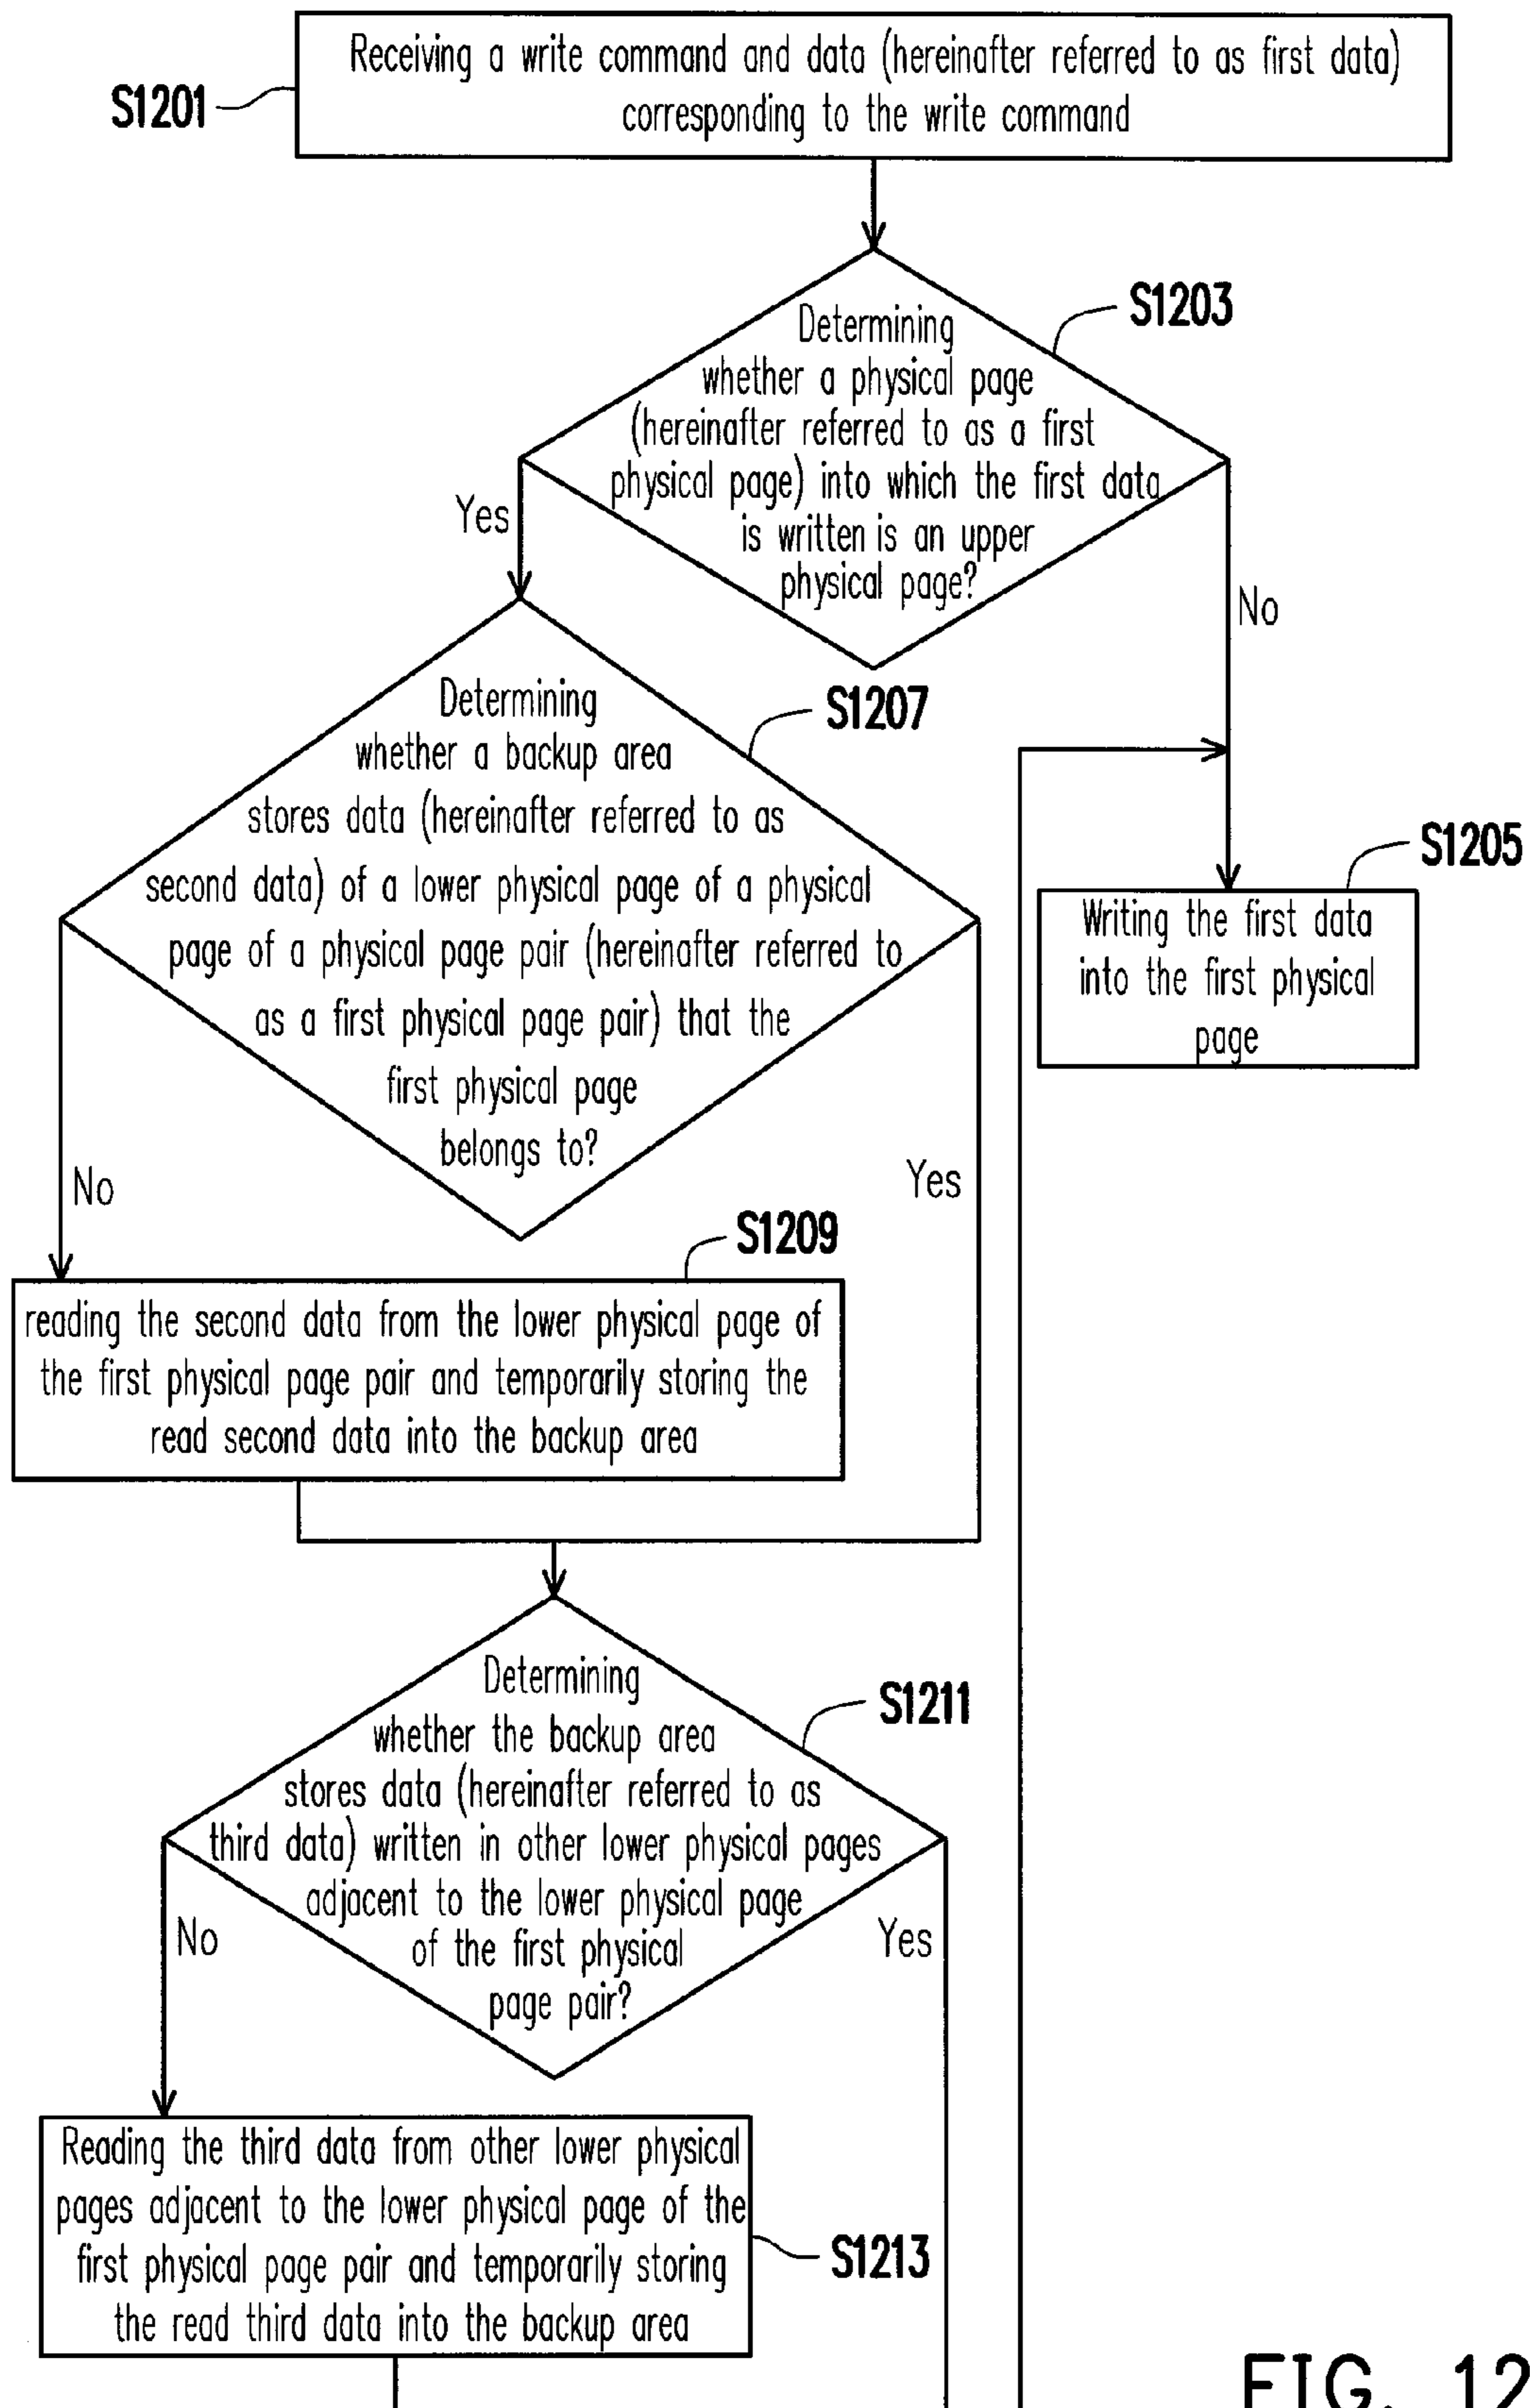 Receiving a write command and data (hereinafter referred to as first data)
corresponding to the write command
S1201
Determining
whether a physical page
(hereinafter referred to as a first
physical page) into which the first data
is written is an upper
physical page?
S1203
Yes
No
Determining
whether a backup area
stores data (hereinafter referred to as
second data) of a lower physical page of a physical
page of a physical page pair (hereinafter referred to
as a first physical page pair) that the
first physical page
belongs to?
S1207
S1205
Writing the first data
into the first physical
page
No
Yes
S1209
reading the second data from the lower physical page of
the first physical page pair and temporarily storing the
read second data into the backup area
Determining
whether the backup area
stores data (hereinafter referred to as
third data) written in other lower physical pages
adjacent to the lower physical page
of the first physical
page pair?
S1211
No
Yes
Reading the third data from other lower physical
pages adjacent to the lower physical page of the
first physical page pair and temporarily storing
the read third data into the backup area
S1213
FIG. 12